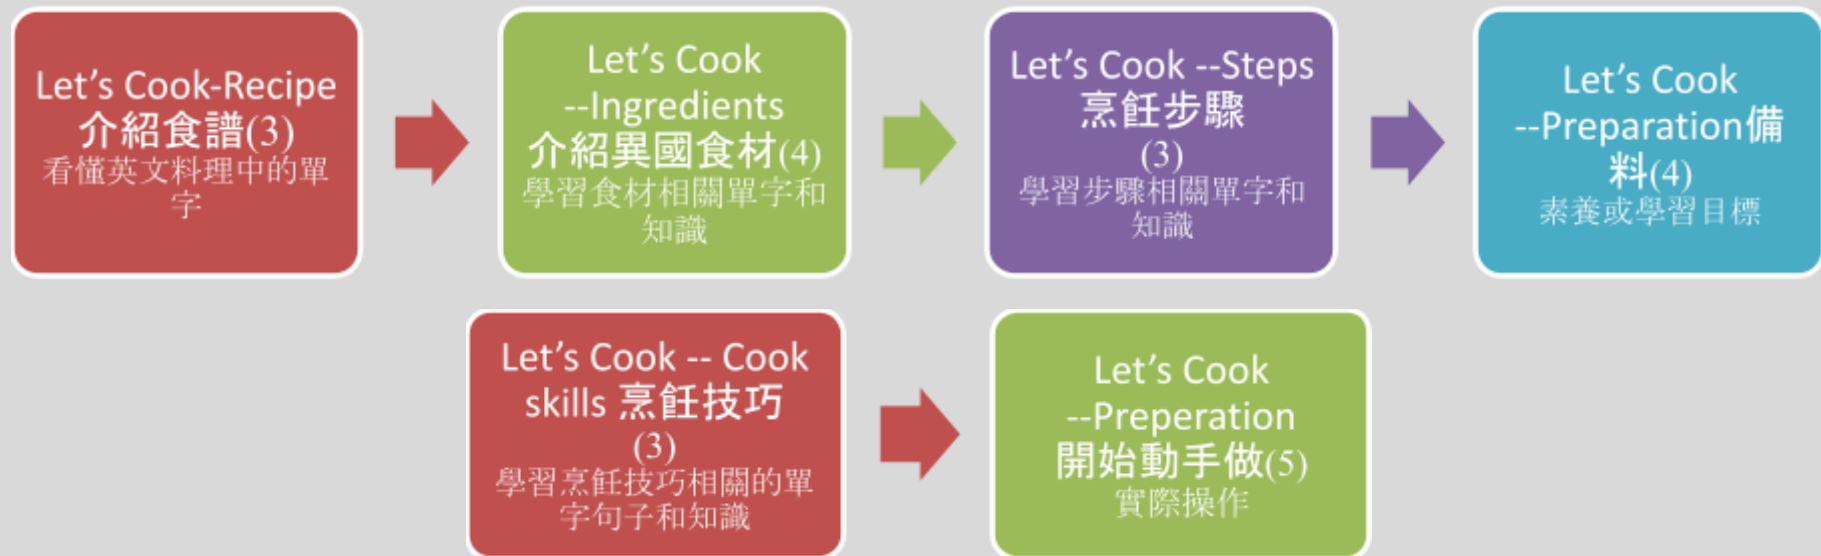 Let's Cook-Recipe
介紹食譜(3)
看懂英文料理中的單
字
Let's Cook
--Ingredients
介紹異國食材(4)
學習食材相關單字和
知識
Let's Cook --Steps
烹飪步驟
(3)
學習步驟相關單字和
知識
Let's Cook
--Preparation備
料(4)
素養或學習目標
Let's Cook -- Cook
skills 烹飪技巧
(3)
學習烹飪技巧相關的單
字句子和知識
Let's Cook
--Preperation
開始動手做(5)
實際操作